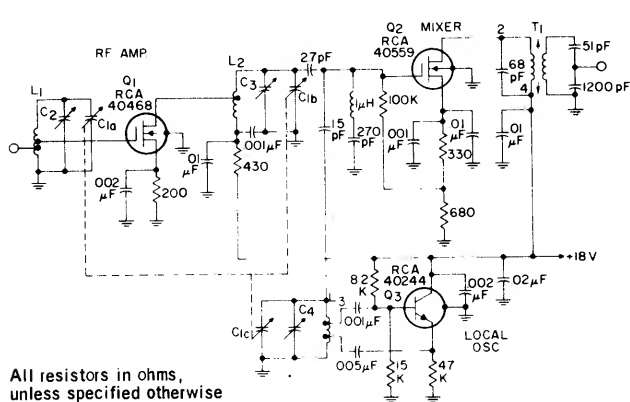 RF AMP.
Q1
RCA
40468
L1
C2
C1a
.002
µF
200
L2
C3
27pF
C1b
.001µF
.01
µF
430
15
pF
1µH
270
pF
100K
Q2 MIXER
RCA
40559
.001
µF
.01
µF
330
680
2
68
pF
4
.01
µF
T1
51pF
1200pF
+18V
C1c
C4
3
.001µF
.005µF
8.2
K
RCA
40244
Q3
.002
µF
.02µF
LOCAL
OSC
15
K
47
K
All resistors in ohms,
unless specified otherwise